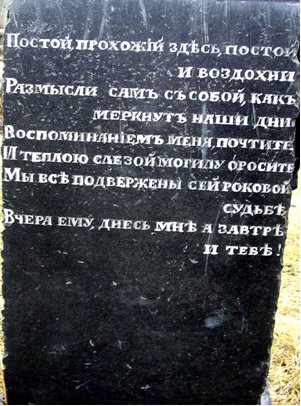 Постой, прохожій здѣсь, постой
и воздохни
Размысли самъ съ собой, какъ
меркнутъ наши дни
Воспоминаніемъ меня, почтите
И теплою слезой могилу оросите
Мы всѣ подвержены сей роковой
судьбѣ
Вчера ему, днесь мнѣ а завтрѣ
и тебѣ!